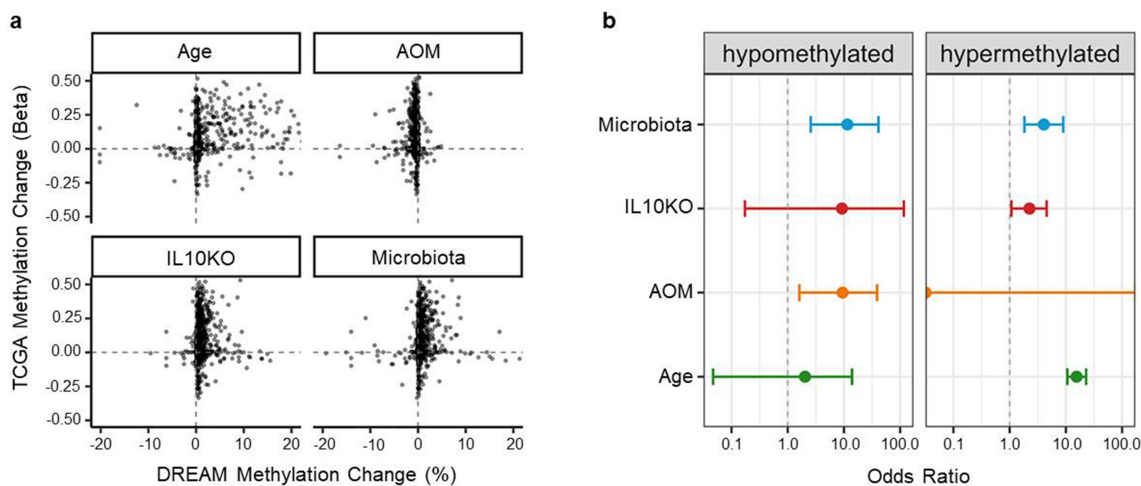 a
b
Age
AOM
hypomethylated
hypermethylated
TCGA Methylation Change (Beta)
0.50
0.25
0.00
-0.25
-0.50
IL10KO
Microbiota
0.50
0.25
0.00
-0.25
-0.50
-20
-10
0
10
20
-20
-10
0
10
20
DREAM Methylation Change (%)
Microbiota
IL10KO
AOM
Age
0.1
1.0
10.0
100.0
0.1
1.0
10.0
100.0
Odds Ratio